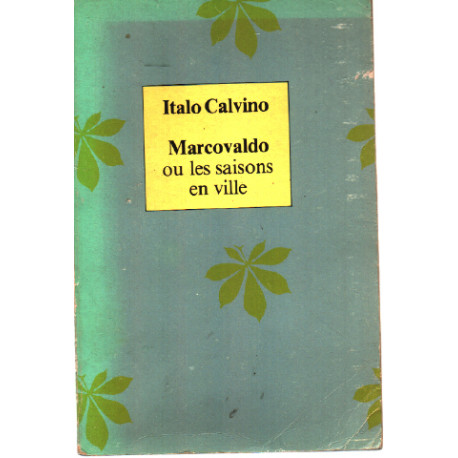 Italo Calvino
Marcovaldo
ou les saisons
en ville